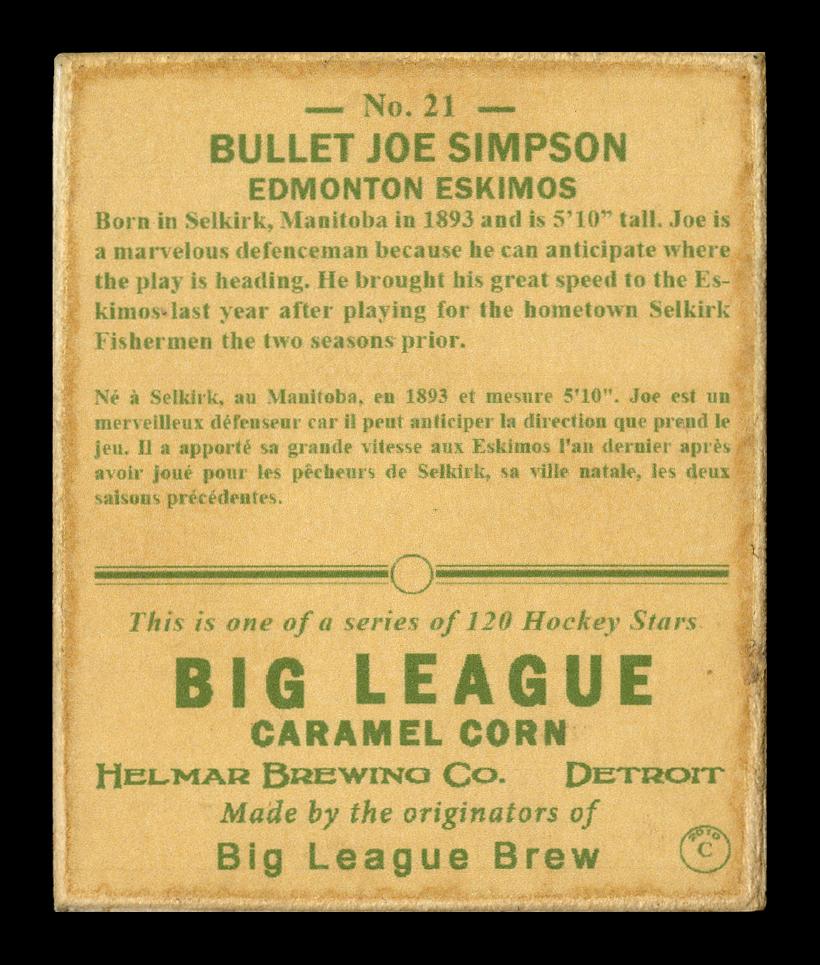 — No. 21 —
BULLET JOE SIMPSON
EDMONTON ESKIMOS
Born in Selkirk, Manitoba in 1893 and is 5’10” tall. Joe is
a marvelous defenceman because he can anticipate where
the play is heading. He brought his great speed to the Es-
kimos last year after playing for the hometown Selkirk
Fishermen the two seasons prior.
Né à Selkirk, au Manitoba, en 1893 et mesure 5'10". Joe est un
merveilleux défenseur car il peut anticiper la direction que prend le
jeu. Il a apporté sa grande vitesse aux Eskimos l'an dernier après
avoir joué pour les pêcheurs de Selkirk, sa ville natale, les deux
saisons précédentes.
This is one of a series of 120 Hockey Stars
BIG LEAGUE
CARAMEL CORN
HELMAR BREWING CO. DETROIT
Made by the originators of
Big League Brew
2010
C